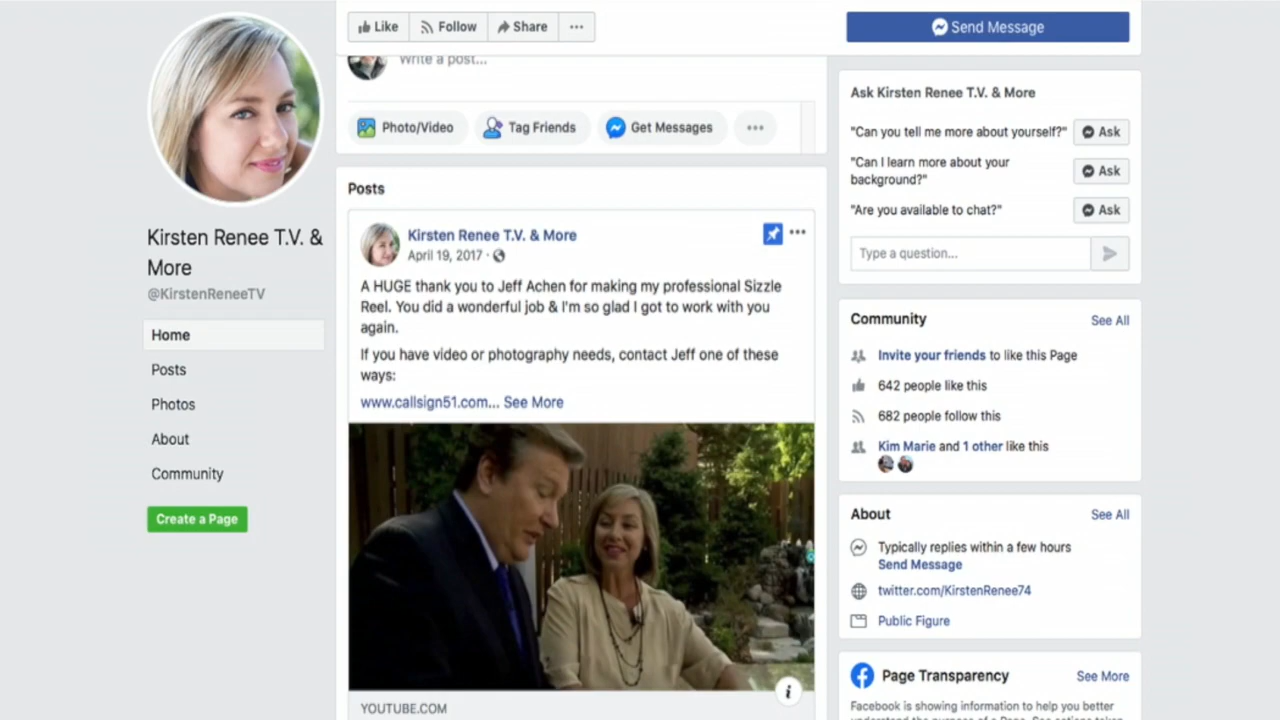 Like
Follow
Share
Send Message
Write a post...
Photo/Video
Tag Friends
Get Messages
Kirsten Renee T.V. &
More
@KirstenReneeTV
Home
Posts
Photos
About
Community
Create a Page
Posts
Kirsten Renee T.V. & More
April 19, 2017
A HUGE thank you to Jeff Achen for making my professional Sizzle
Reel. You did a wonderful job & I'm so glad I got to work with you
again.
If you have video or photography needs, contact Jeff one of these
ways:
www.callsign51.com... See More
YOUTUBE.COM
Ask Kirsten Renee T.V. & More
"Can you tell me more about yourself?" Ask
"Can I learn more about your
background?" Ask
"Are you available to chat?" Ask
Type a question...
Community See All
Invite your friends to like this Page
642 people like this
682 people follow this
Kim Marie and 1 other like this
About See All
Typically replies within a few hours
Send Message
twitter.com/KirstenRenee74
Public Figure
Page Transparency See More
Facebook is showing information to help you better